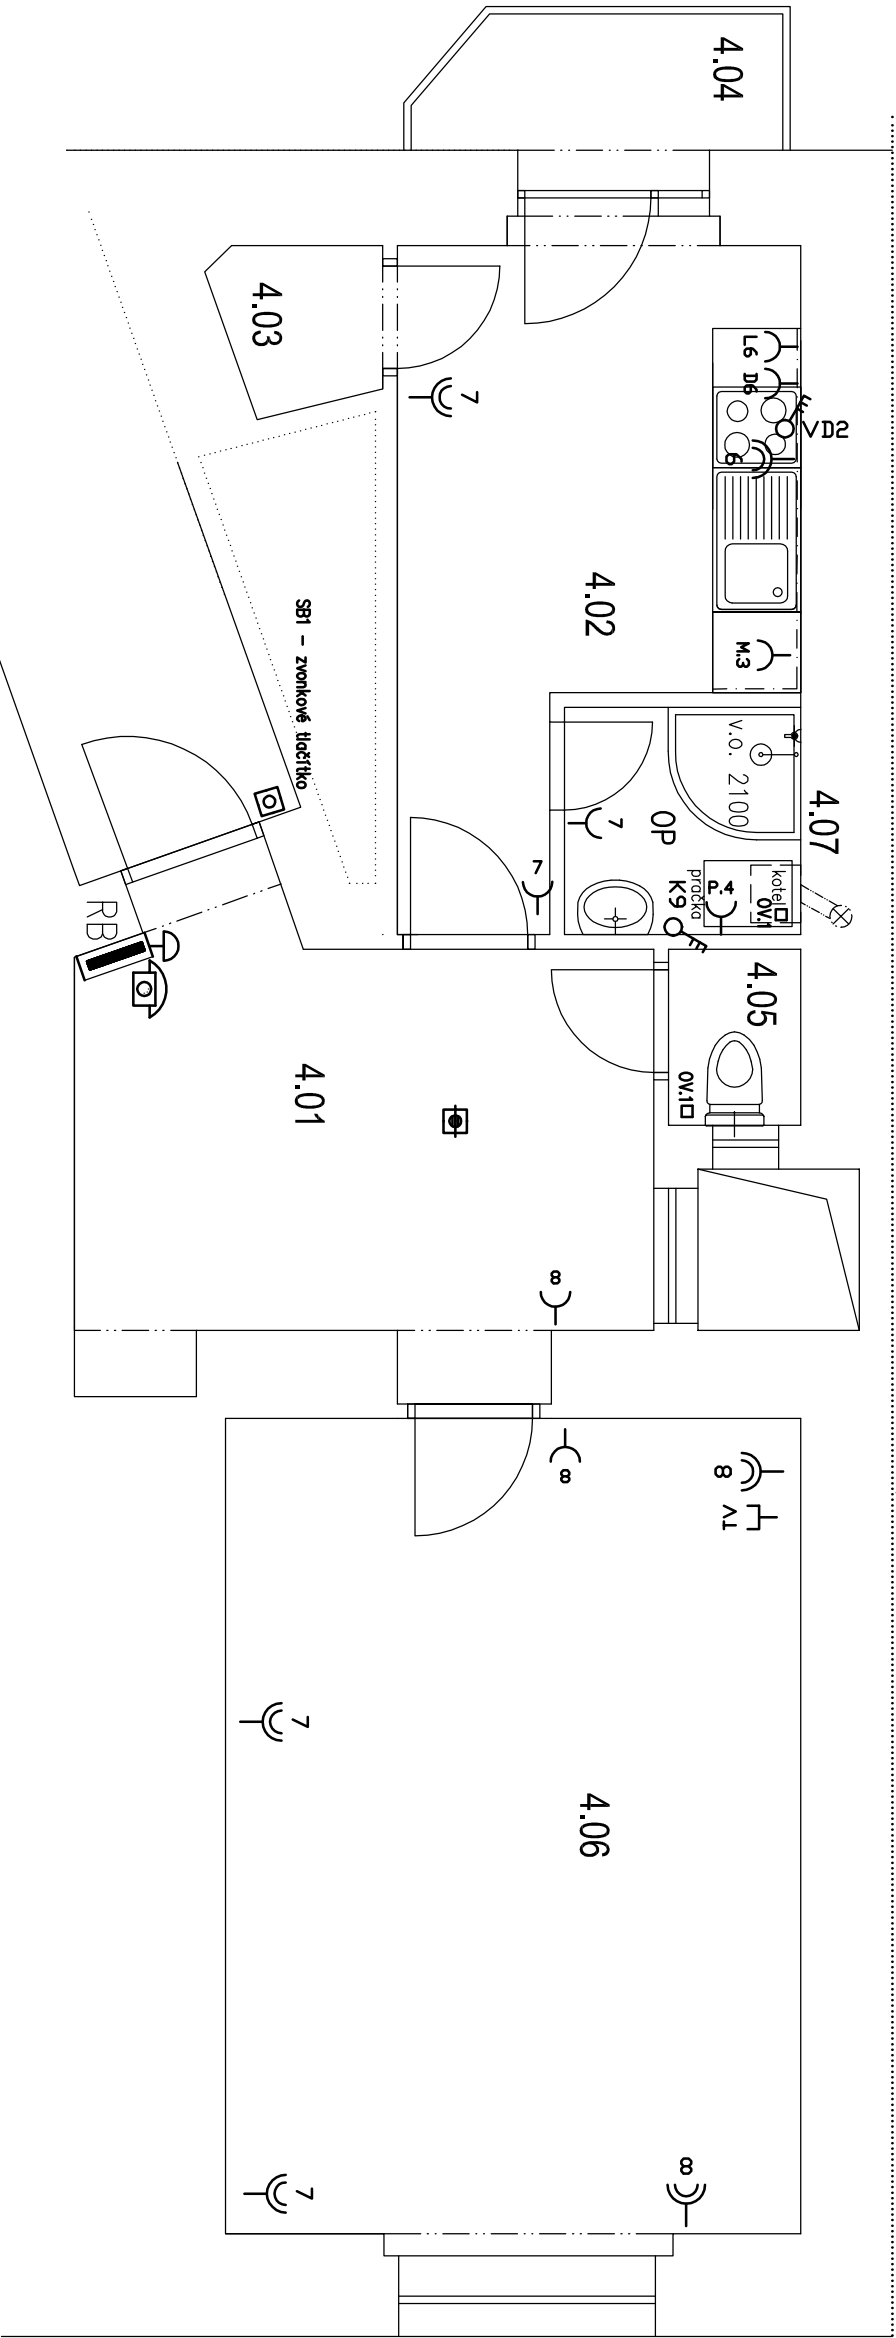 4.04
4.03
L6
D6
VD2
6
7
4.02
M.3
SB1 - zvonkové tlačítko
v.o. 2100
4.07
OP
7
7
kotel
OV.1
P.4
pračka
K9
RB
4.05
OV.1
4.01
8
8
8
TV
7
4.06
7
8